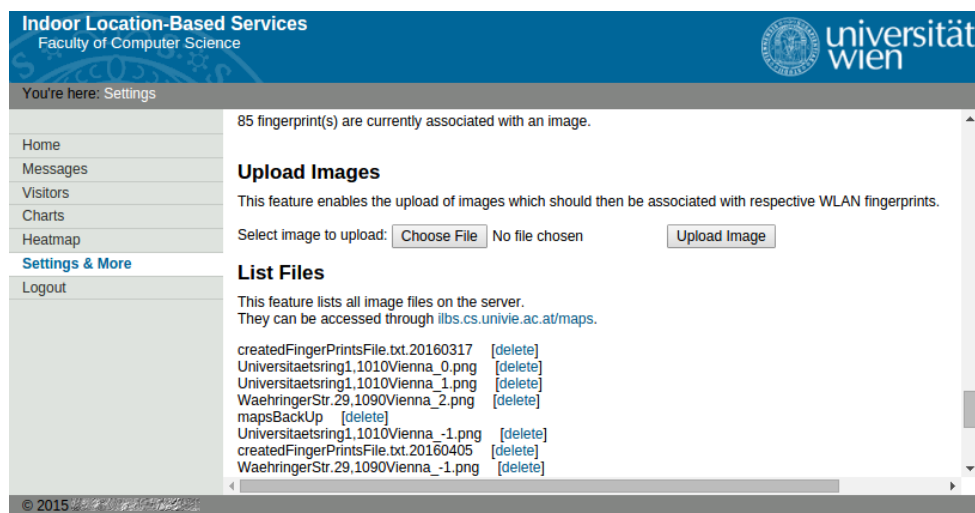 Indoor Location-Based Services
Faculty of Computer Science
universität
wien
You're here: Settings
Home
Messages
Visitors
Charts
Heatmap
Settings & More
Logout
85 fingerprint(s) are currently associated with an image.
Upload Images
This feature enables the upload of images which should then be associated with respective WLAN fingerprints.
Select image to upload: Choose File No file chosen Upload Image
List Files
This feature lists all image files on the server.
They can be accessed through ilbs.cs.univie.ac.at/maps.
createdFingerPrintsFile.txt.20160317 [delete]
Universitaetsring1,1010Vienna_0.png [delete]
Universitaetsring1,1010Vienna_1.png [delete]
WaehringerStr.29,1090Vienna_2.png [delete]
mapsBackUp [delete]
Universitaetsring1,1010Vienna_-1.png [delete]
createdFingerPrintsFile.txt.20160405 [delete]
WaehringerStr.29,1090Vienna_-1.png [delete]
© 2015